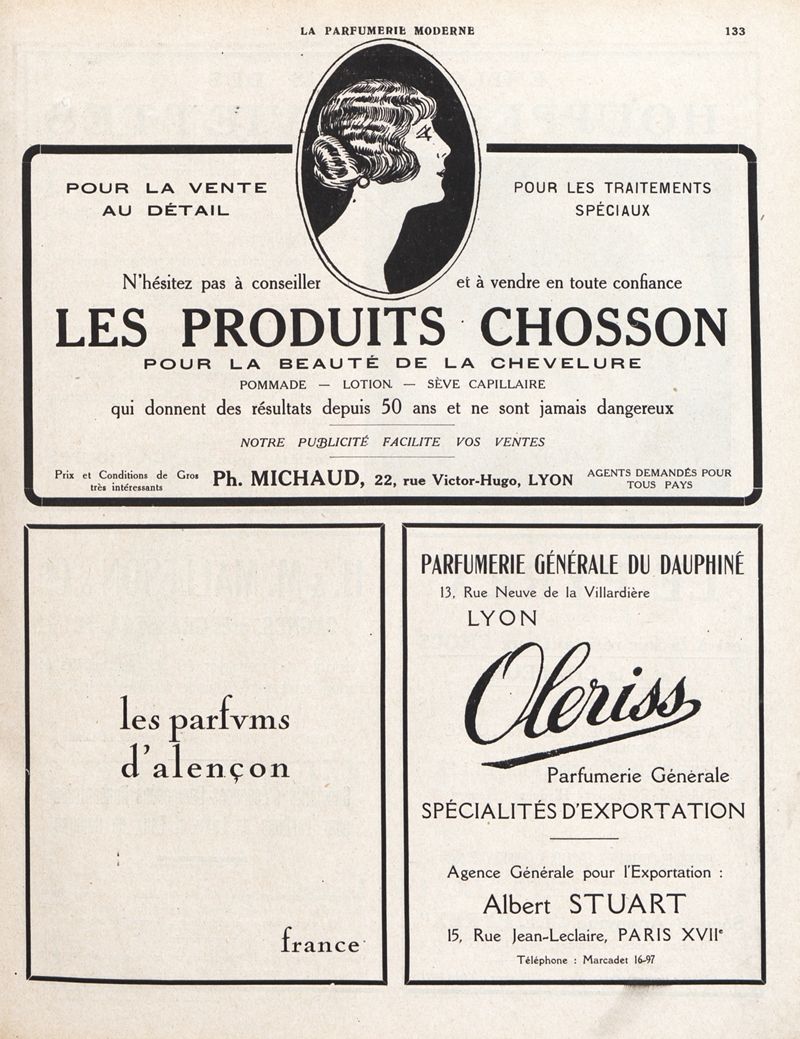 LA PARFUMERIE MODERNE 133
POUR LA VENTE
AU DÉTAIL
POUR LES TRAITEMENTS
SPÉCIAUX
N'hésitez pas à conseiller et à vendre en toute confiance
LES PRODUITS CHOSSON
POUR LA BEAUTÉ DE LA CHEVELURE
POMMADE — LOTION — SÈVE CAPILLAIRE
qui donnent des résultats depuis 50 ans et ne sont jamais dangereux
NOTRE PUBLICITÉ FACILITE VOS VENTES
Prix et Conditions de Gros
très intéressants
Ph. MICHAUD, 22, rue Victor-Hugo, LYON
AGENTS DEMANDÉS POUR
TOUS PAYS
les parfvms
d'alençon
france
PARFUMERIE GÉNÉRALE DU DAUPHINÉ
13, Rue Neuve de la Villardière
LYON
Oleriss
Parfumerie Générale
SPÉCIALITÉS D'EXPORTATION
Agence Générale pour l'Exportation :
Albert STUART
15, Rue Jean-Leclaire, PARIS XVIIe
Téléphone : Marcadet 16-97